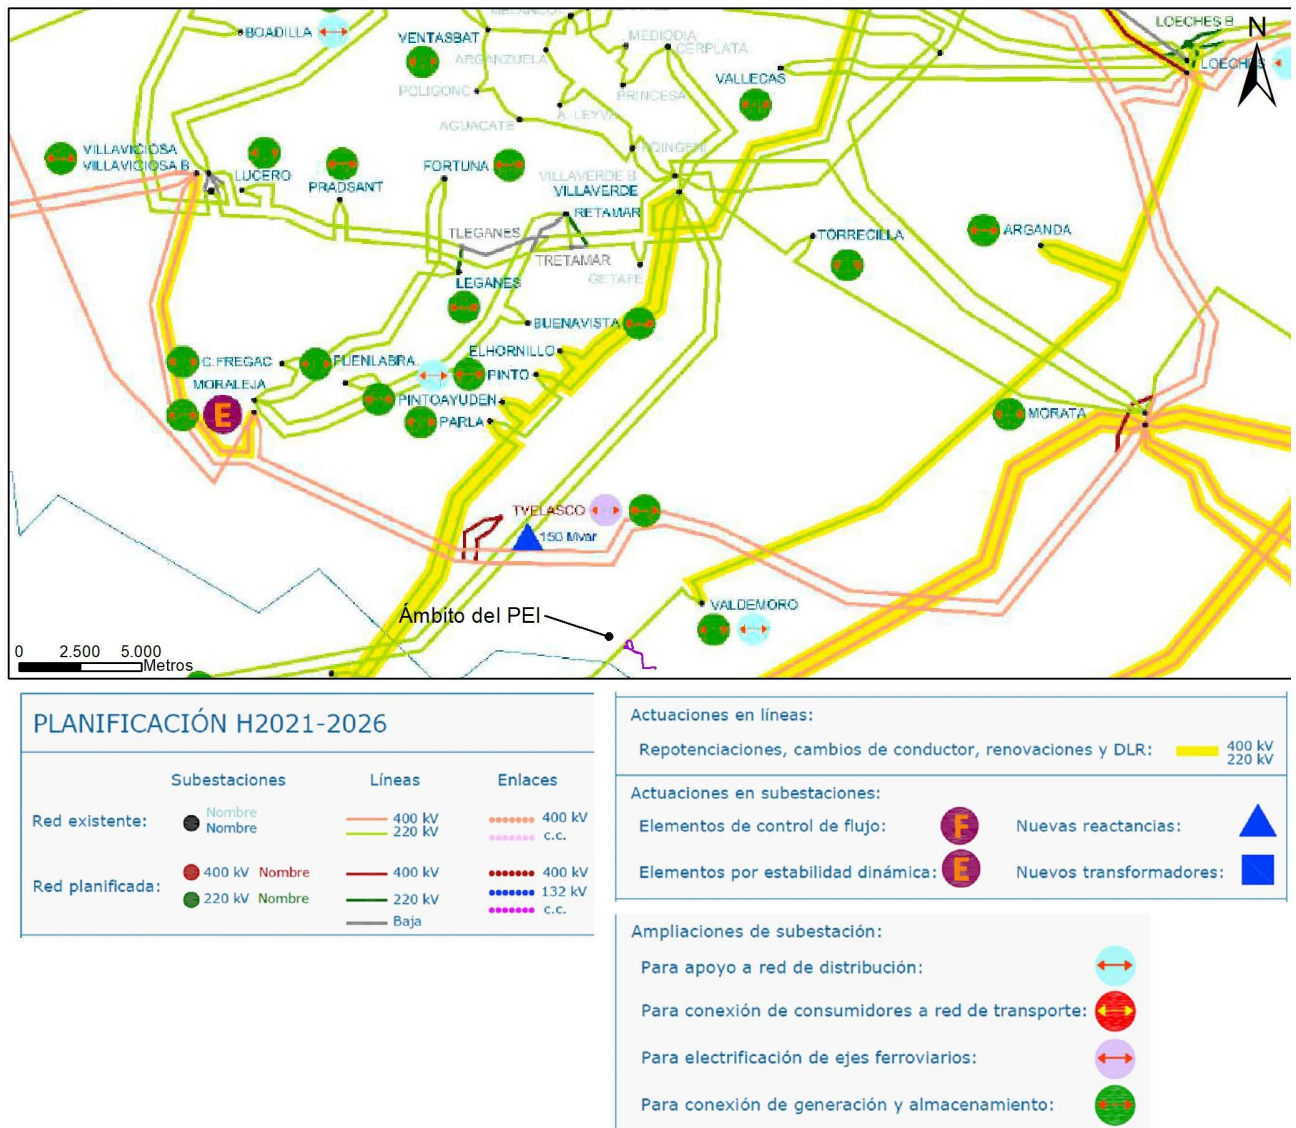 BOADILLA
VENTASBAT
ARGANZUELA
MEDIODIA
CERPLATA
LOECHES B
N
LOECHES
VALLECAS
POLIGONC
PRINCESA
A-LEYVA
AGUACATE
VILLAVICIOSA
VILLAVICIOSA B
LUCERO
PRADSANT
FORTUNA
VILLAVERDE B
VILLAVERDE
RETAMAR
TLEGANES
TRETAMAR
GETAFE
TORRECILLA
ARGANDA
LEGANES
BUENAVISTA
C.FREGAC
FUENLABRA.
ELHORNILLO
MORALEJA
PINTO
E
PINTOAYUDEN
PARLA
MORATA
TVELASCO
150 Mvar
VALDEMORO
Ámbito del PEI
0 2.500 5.000
Metros
PLANIFICACIÓN H2021-2026
Subestaciones Líneas Enlaces
Red existente:
Nombre
Nombre
400 kV
220 kV
400 kV
c.c.
Red planificada:
400 kV Nombre
220 kV Nombre
400 kV
220 kV
Baja
400 kV
132 kV
c.c.
Actuaciones en líneas:
Repotenciaciones, cambios de conductor, renovaciones y DLR:
400 kV
220 kV
Actuaciones en subestaciones:
Elementos de control de flujo: F Nuevas reactancias:
Elementos por estabilidad dinámica: E Nuevos transformadores:
Ampliaciones de subestación:
Para apoyo a red de distribución:
Para conexión de consumidores a red de transporte:
Para electrificación de ejes ferroviarios:
Para conexión de generación y almacenamiento: